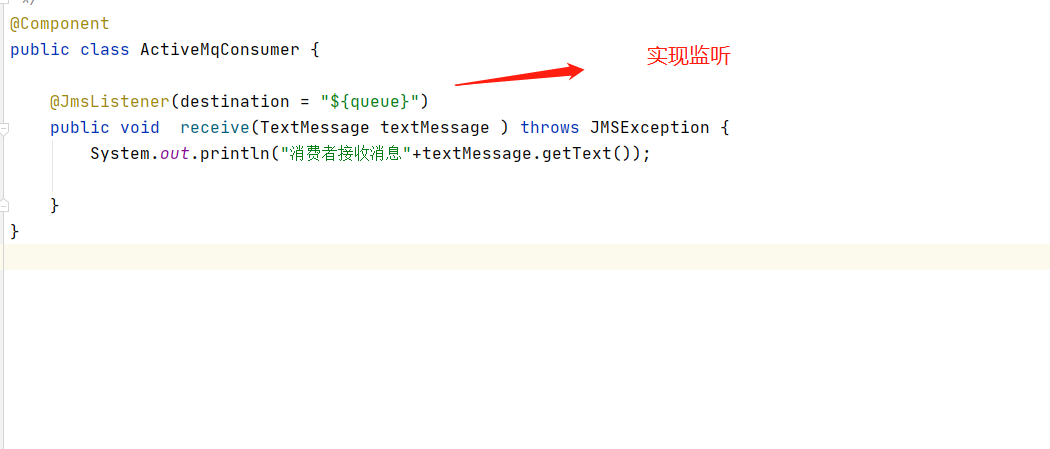 */
@Component
public class ActiveMqConsumer {
实现监听
@JmsListener(destination = "${queue}")
public void  receive(TextMessage textMessage ) throws JMSException {
System.out.println("消费者接收消息"+textMessage.getText());
}
}